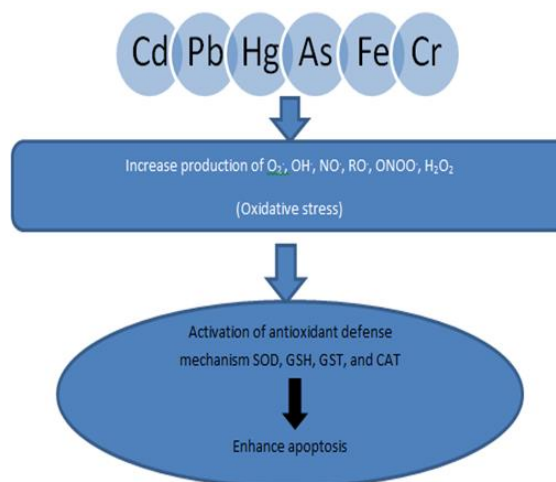 Cd Pb Hg As Fe Cr
Increase production of O₂⁻, OH⁻, NO⁻, RO⁻, ONOO⁻, H₂O₂
(Oxidative stress)
Activation of antioxidant defense
mechanism SOD, GSH, GST, and CAT
Enhance apoptosis